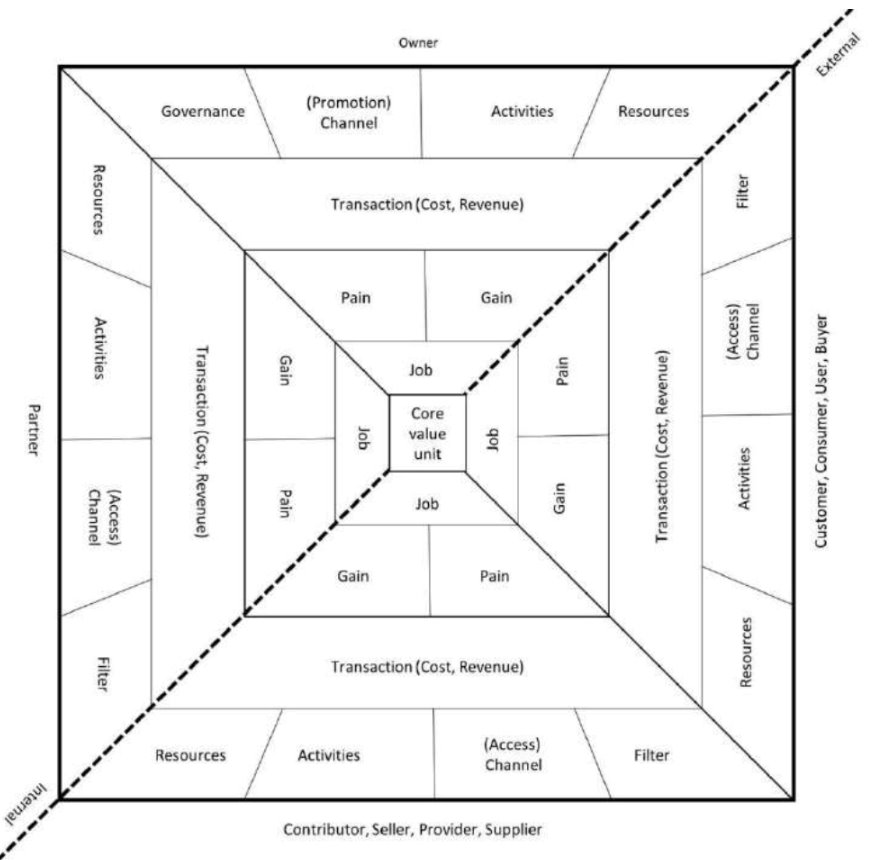 Owner
External
Governance
(Promotion)
Channel
Activities
Resources
Resources
Filter
Transaction (Cost, Revenue)
Pain
Gain
(Access)
Channel
Activities
Gain
Job
Pain
Transaction (Cost, Revenue)
Core
value
unit
Job
Job
Transaction (Cost, Revenue)
Customer, Consumer, User, Buyer
Partner
Activities
(Access)
Channel
Pain
Job
Gain
Gain
Pain
Resources
Filter
Transaction (Cost, Revenue)
Resources
Activities
(Access)
Channel
Filter
Internal
Contributor, Seller, Provider, Supplier